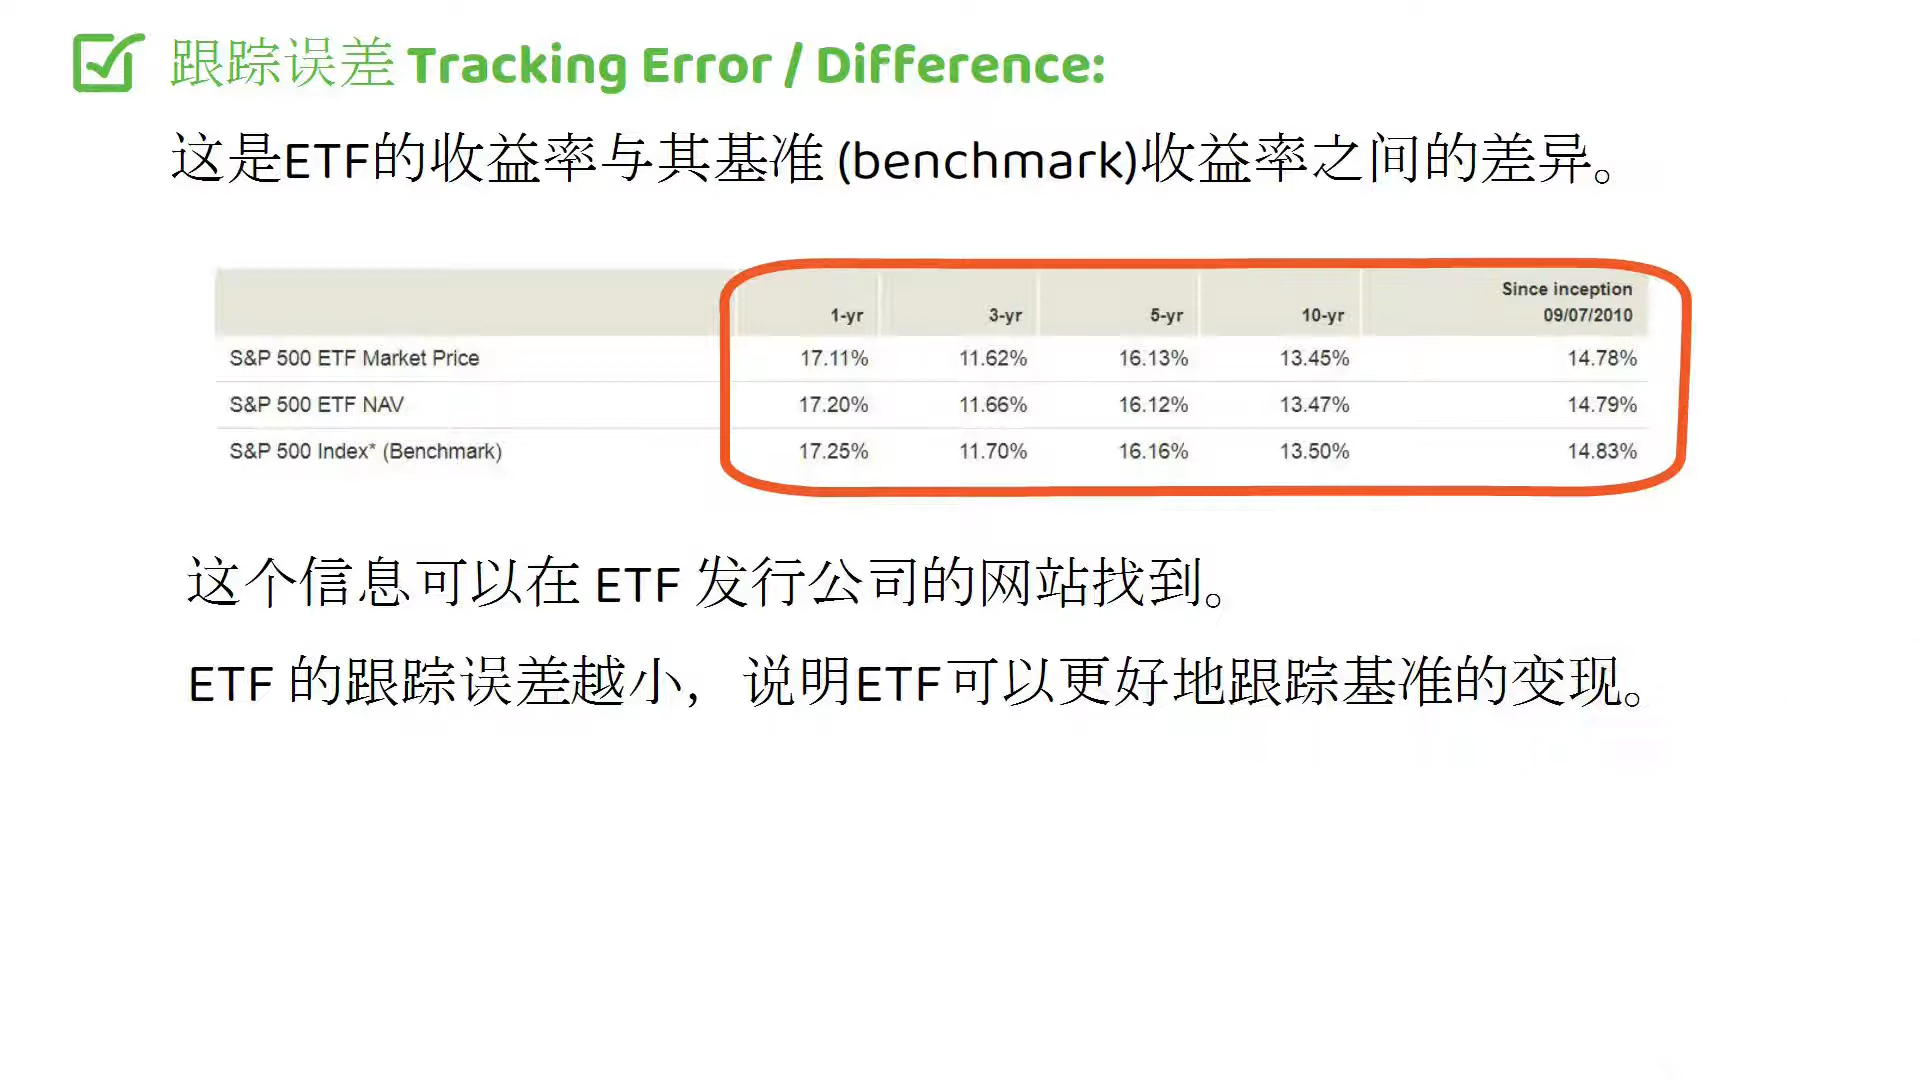 跟踪误差 Tracking Error / Difference:
这是ETF的收益率与其基准 (benchmark)收益率之间的差异。
Since inception
1-yr 3-yr 5-yr 10-yr 09/07/2010
S&P 500 ETF Market Price 17.11% 11.62% 16.13% 13.45% 14.78%
S&P 500 ETF NAV 17.20% 11.66% 16.12% 13.47% 14.79%
S&P 500 Index* (Benchmark) 17.25% 11.70% 16.16% 13.50% 14.83%
这个信息可以在 ETF 发行公司的网站找到。
ETF 的跟踪误差越小，说明ETF可以更好地跟踪基准的变现。